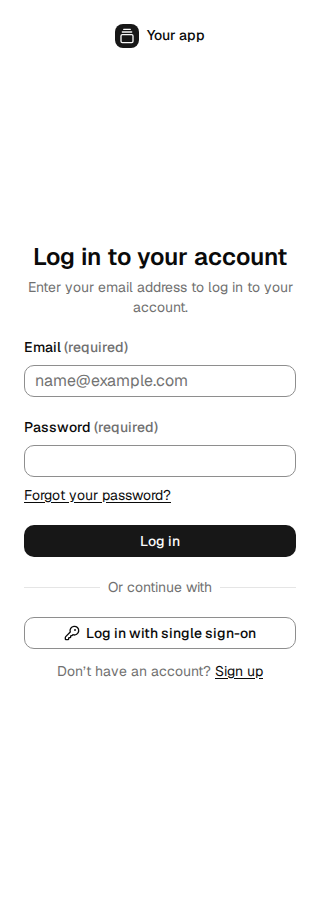 Your app
Log in to your account
Enter your email address to log in to your
account.
Email (required)
name@example.com
Password (required)
Forgot your password?
Log in
Or continue with
Log in with single sign-on
Don't have an account? Sign up